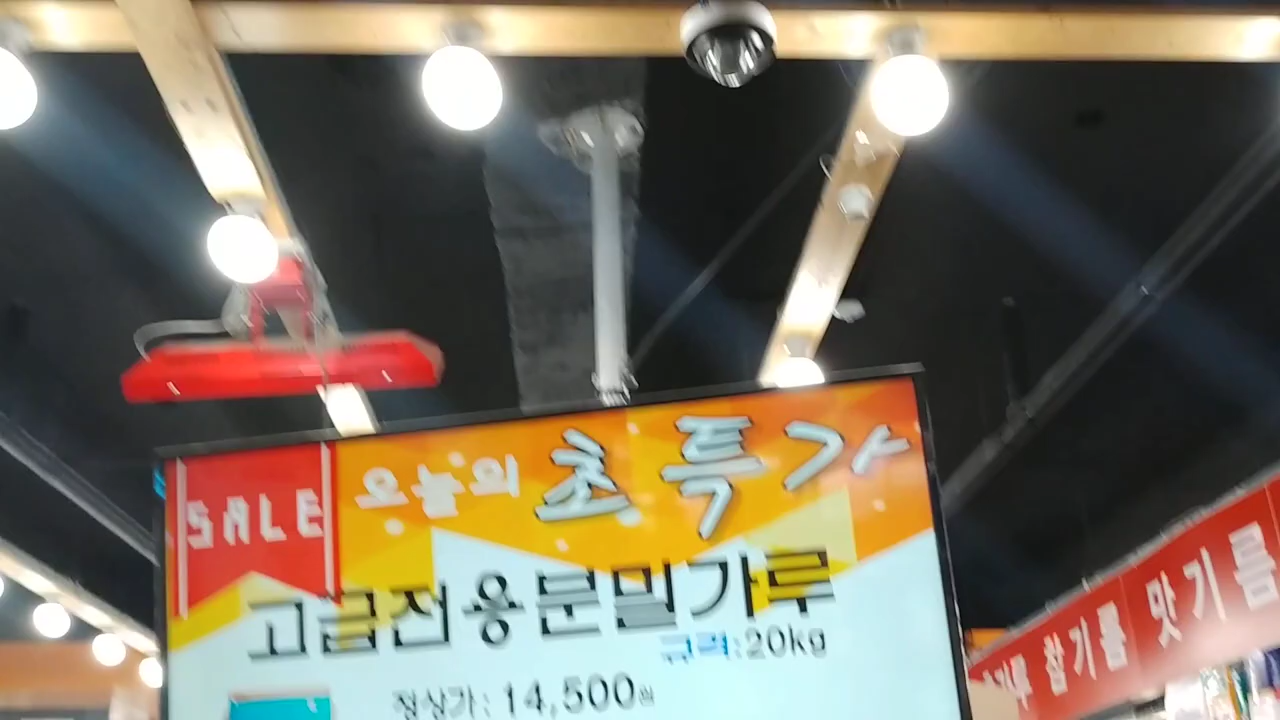 SALE
오늘의 초특가
고급전용분밀가루
규격:20kg
정상가: 14,500원
참기름 맛기름